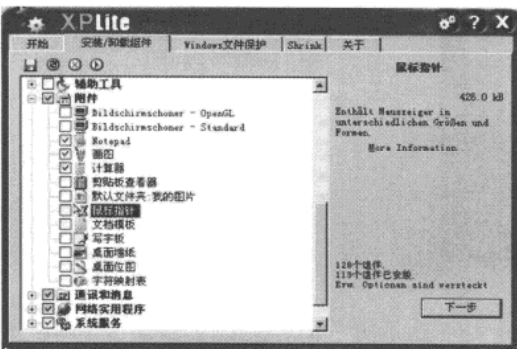 XPLite
开始 安装/卸载组件 Windows文件保护 Shrink 关于
辅助工具
附件
Bildschirmschoner - OpenGL
Bildschirmschoner - Standard
Notepad
画图
计算器
剪贴板查看器
默认文件夹:我的图片
鼠标指针
文档模板
写字板
桌面墙纸
桌面位图
字符映射表
通讯和消息
网络实用程序
系统服务
鼠标指针
426.0 kB
Enthält Mauszeiger in
unterschiedlichen Größen und
Formen.
More Information
128个组件.
113个组件已安装.
Erw. Optionen sind versteckt
下一步